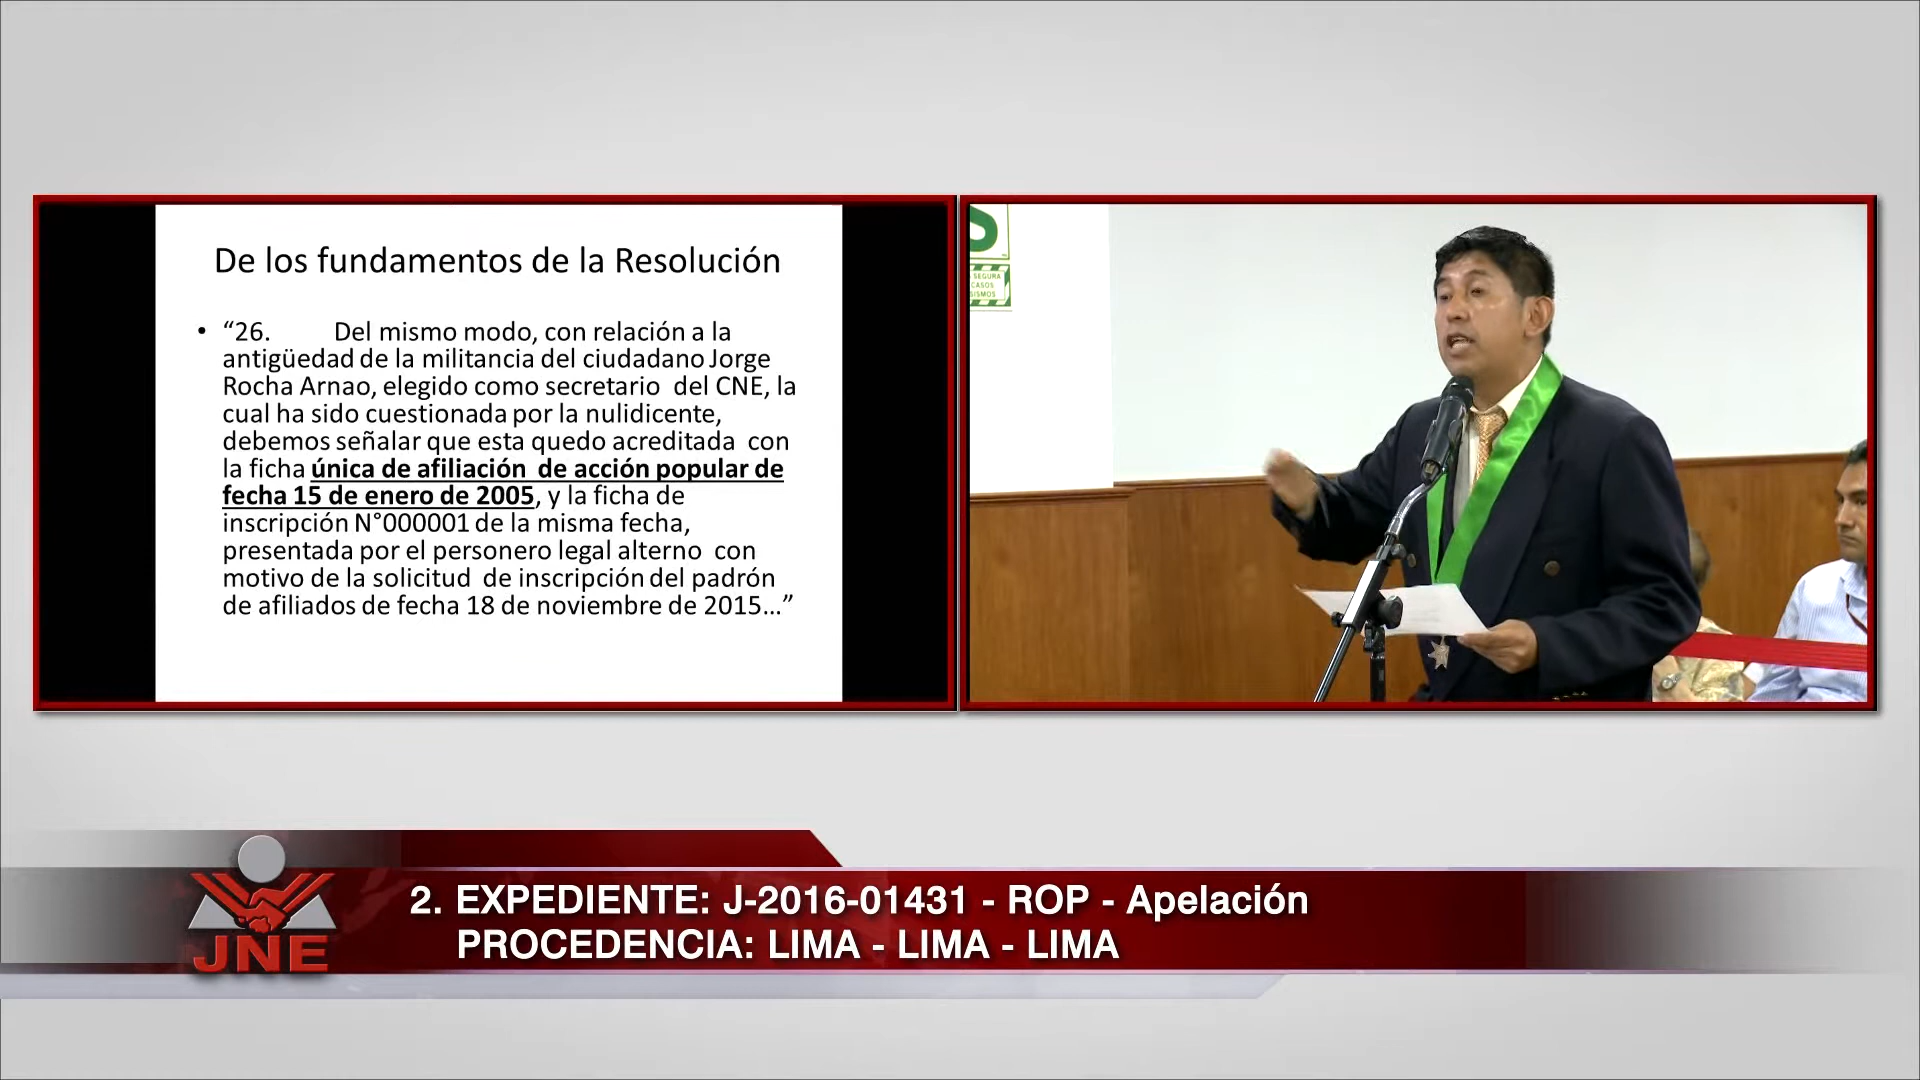 De los fundamentos de la Resolución
• “26. Del mismo modo, con relación a la
antigüedad de la militancia del ciudadano Jorge
Rocha Arnao, elegido como secretario del CNE, la
cual ha sido cuestionada por la nulidicente,
debemos señalar que esta quedo acreditada con
la ficha única de afiliación de acción popular de
fecha 15 de enero de 2005, y la ficha de
inscripción N°000001 de la misma fecha,
presentada por el personero legal alterno con
motivo de la solicitud de inscripción del padrón
de afiliados de fecha 18 de noviembre de 2015...”
S
SEGURA
CASOS
SISMOS
JNE
2. EXPEDIENTE: J-2016-01431 - ROP - Apelación
PROCEDENCIA: LIMA - LIMA - LIMA